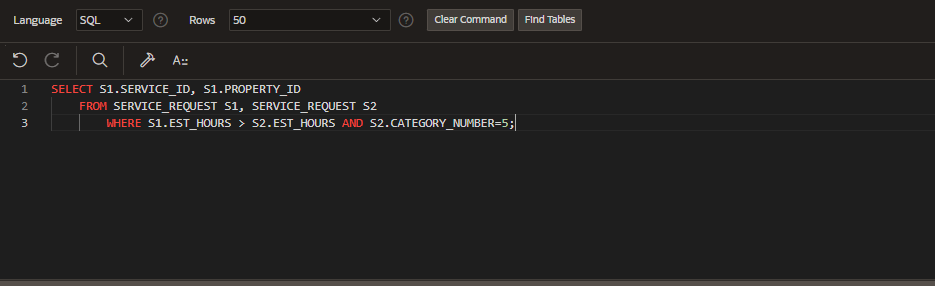 Language SQL Rows 50 Clear Command Find Tables
A::
1 SELECT S1.SERVICE_ID, S1.PROPERTY_ID
2 FROM SERVICE_REQUEST S1, SERVICE_REQUEST S2
3 WHERE S1.EST_HOURS > S2.EST_HOURS AND S2.CATEGORY_NUMBER=5;